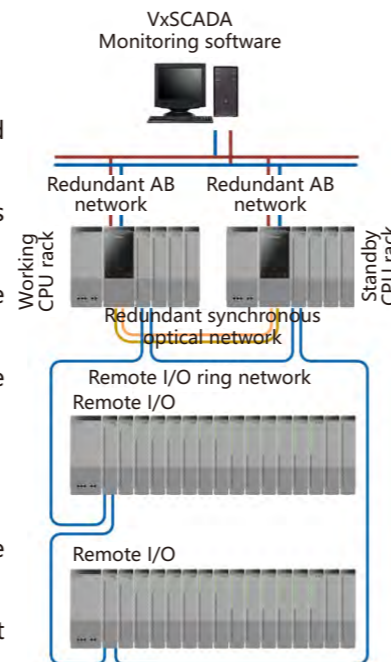 VxSCADA
Monitoring software
d
Redundant AB
network
Redundant AB
network
s
Working
CPU rack
Standby
CPU rack
e
Redundant synchronous
optical network
e
Remote I/O ring network
Remote I/O
e
Remote I/O
t